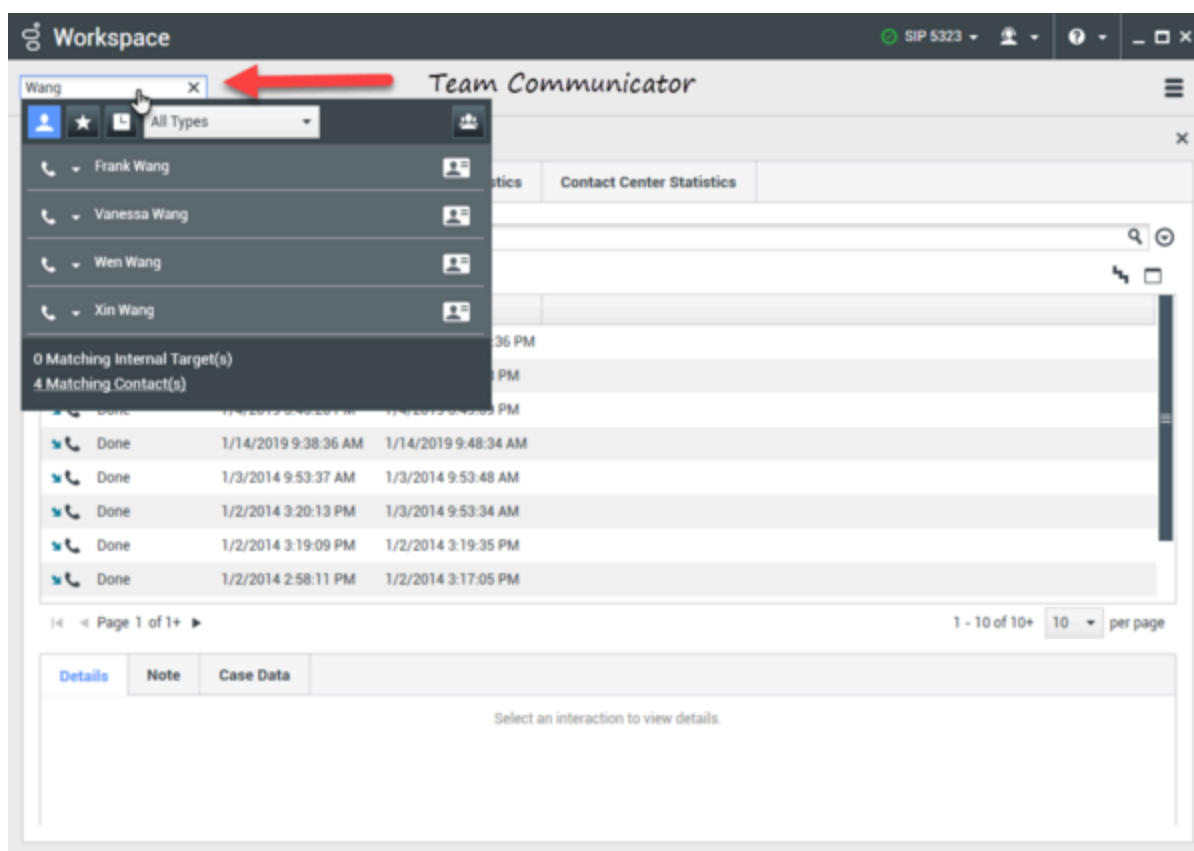 Workspace
SIP 5323
Wang
Team Communicator
All Types
Frank Wang
Vanessa Wang
Wen Wang
Xin Wang
0 Matching Internal Target(s)
4 Matching Contact(s)
stics Contact Center Statistics
:36 PM
PM
PM
Done 1/14/2019 9:38:36 AM 1/14/2019 9:48:34 AM
Done 1/3/2014 9:53:37 AM 1/3/2014 9:53:48 AM
Done 1/2/2014 3:20:13 PM 1/3/2014 9:53:34 AM
Done 1/2/2014 3:19:09 PM 1/2/2014 3:19:35 PM
Done 1/2/2014 2:58:11 PM 1/2/2014 3:17:05 PM
Page 1 of 1+ 1 - 10 of 10+ 10 per page
Details Note Case Data
Select an interaction to view details.